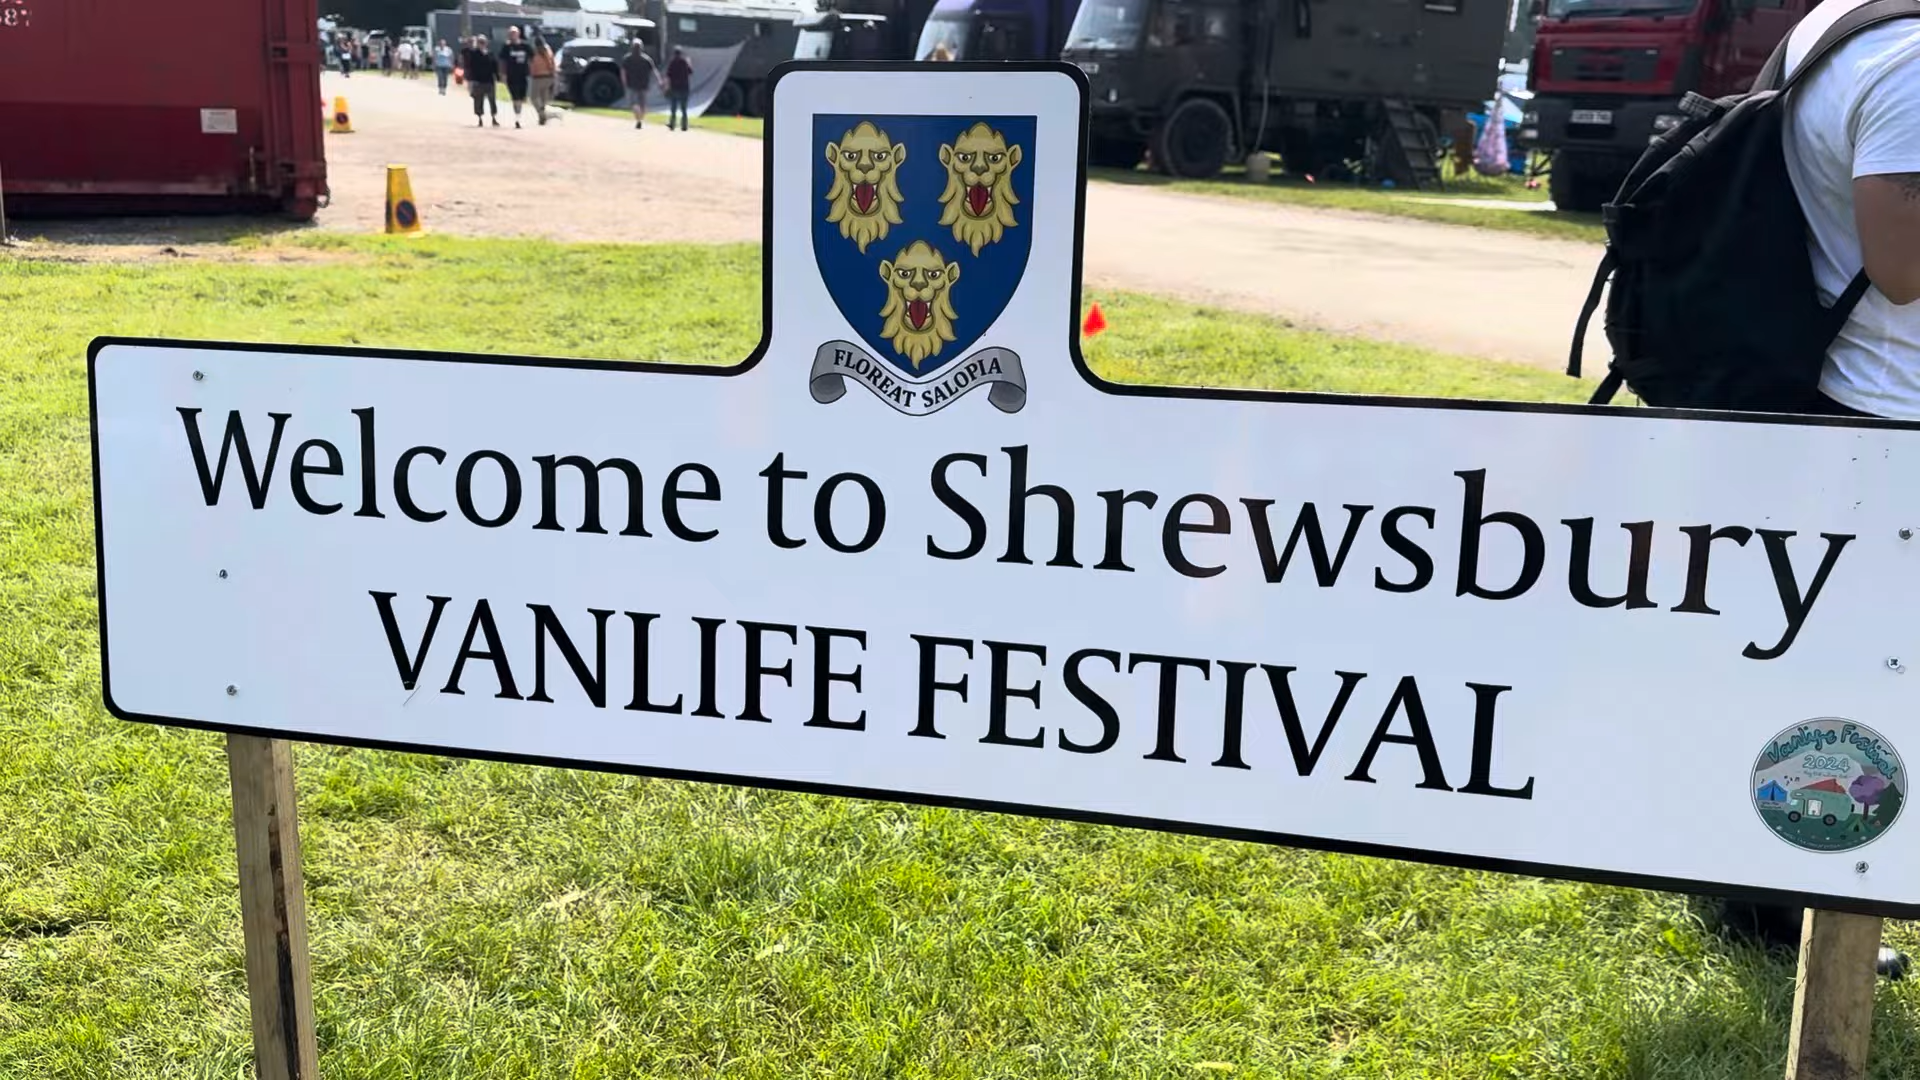 FLOREAT SALOPIA
Welcome to Shrewsbury
VANLIFE FESTIVAL
Vanlife Festival
2024